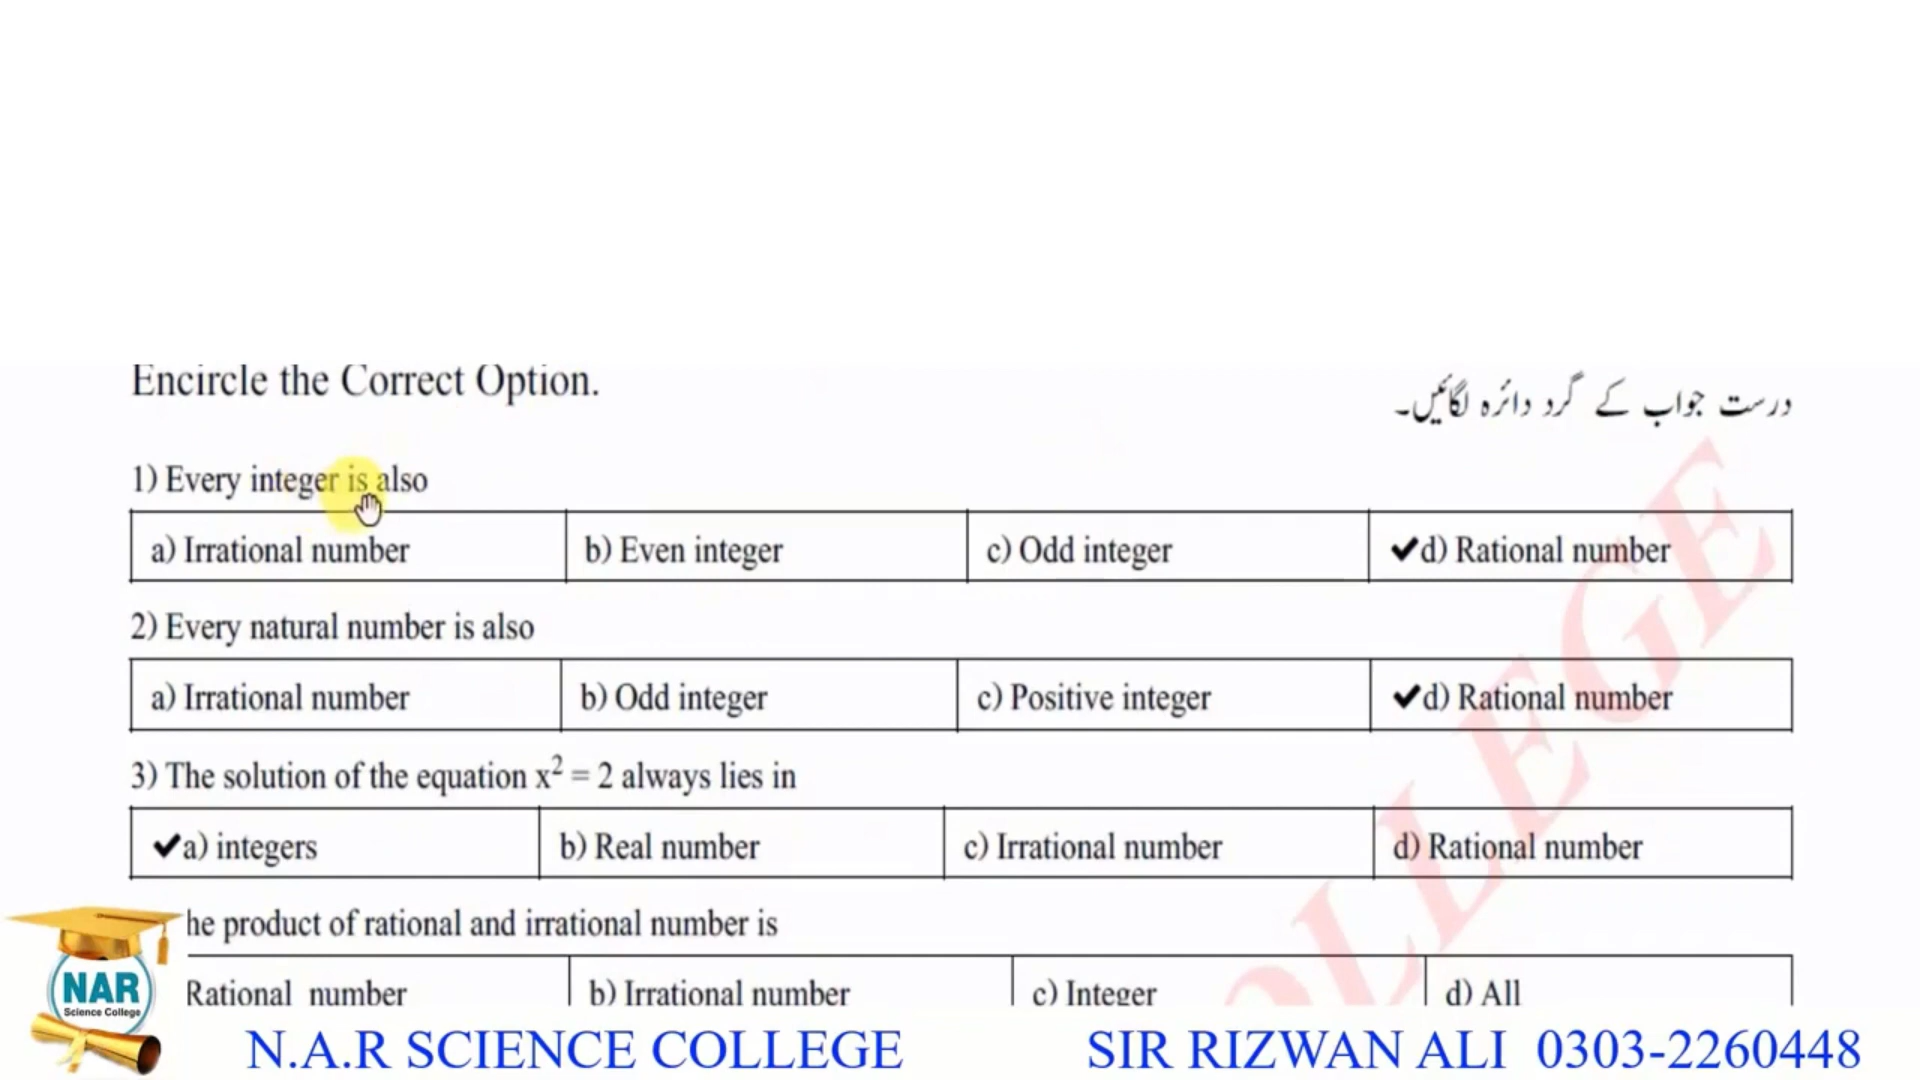 Encircle the Correct Option.
درست جواب کے گرد دائرہ لگائیں۔
1) Every integer is also
a) Irrational number b) Even integer c) Odd integer ✔d) Rational number
2) Every natural number is also
a) Irrational number b) Odd integer c) Positive integer ✔d) Rational number
3) The solution of the equation x² = 2 always lies in
✔a) integers b) Real number c) Irrational number d) Rational number
he product of rational and irrational number is
Rational number b) Irrational number c) Integer d) All
OLLEGE
NAR
Science College
N.A.R SCIENCE COLLEGE SIR RIZWAN ALI 0303-2260448